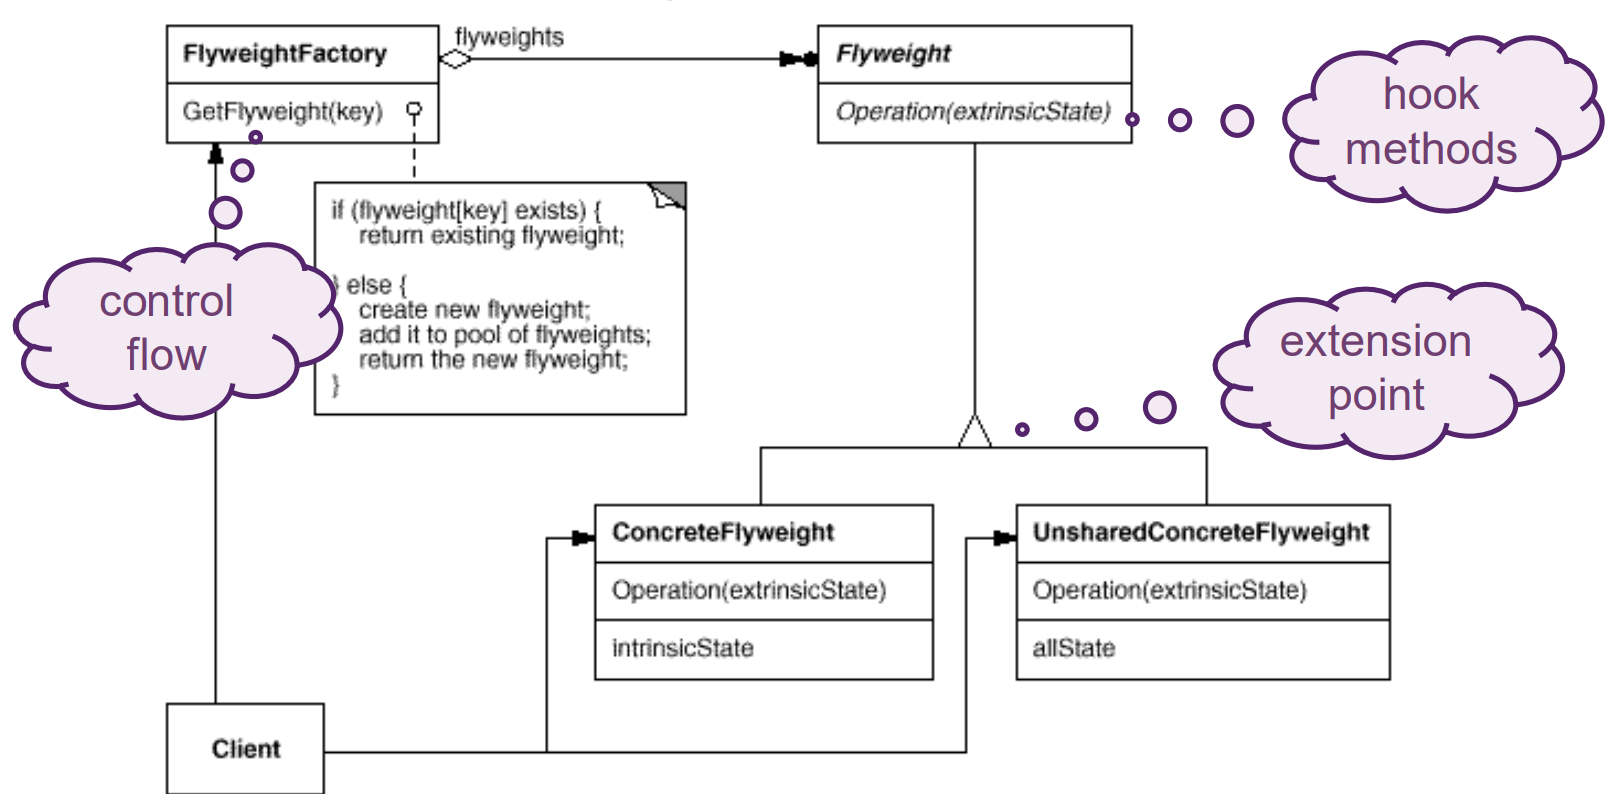 FlyweightFactory
GetFlyweight(key)
flyweights
Flyweight
Operation(extrinsicState)
hook
methods
if (flyweight[key] exists) {
return existing flyweight;
} else {
create new flyweight;
add it to pool of flyweights;
return the new flyweight;
}
control
flow
extension
point
ConcreteFlyweight
Operation(extrinsicState)
intrinsicState
UnsharedConcreteFlyweight
Operation(extrinsicState)
allState
Client